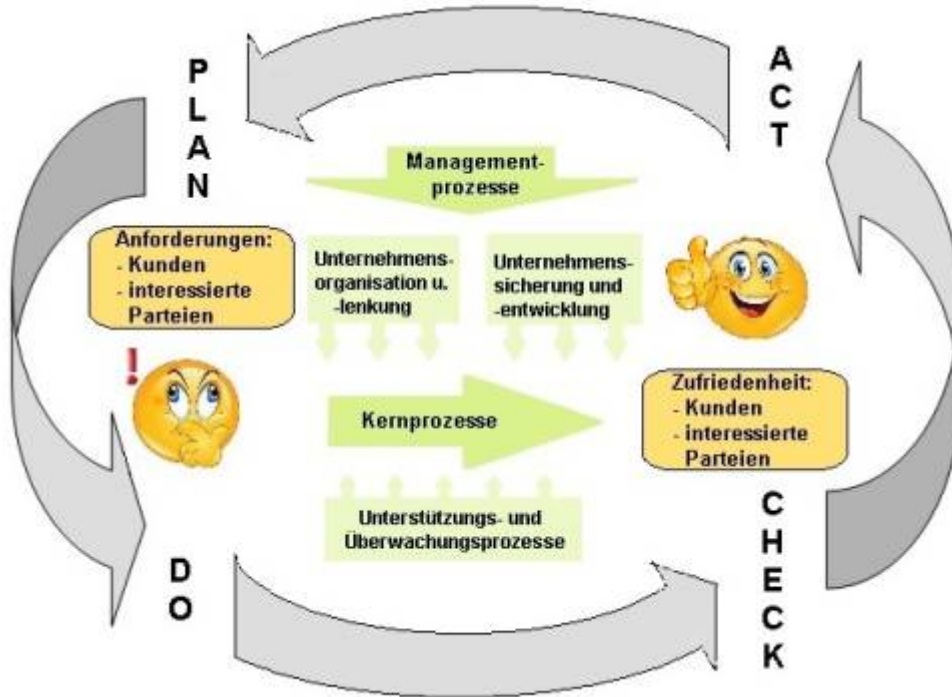 PLAN
ACT
Management-
prozesse
Anforderungen:
- Kunden
- interessierte
Parteien
Unternehmens-
organisation u.
-lenkung
Unternehmens-
sicherung und
-entwicklung
!
Kernprozesse
Zufriedenheit:
- Kunden
- interessierte
Parteien
Unterstützungs- und
Überwachungsprozesse
DO
CHECK